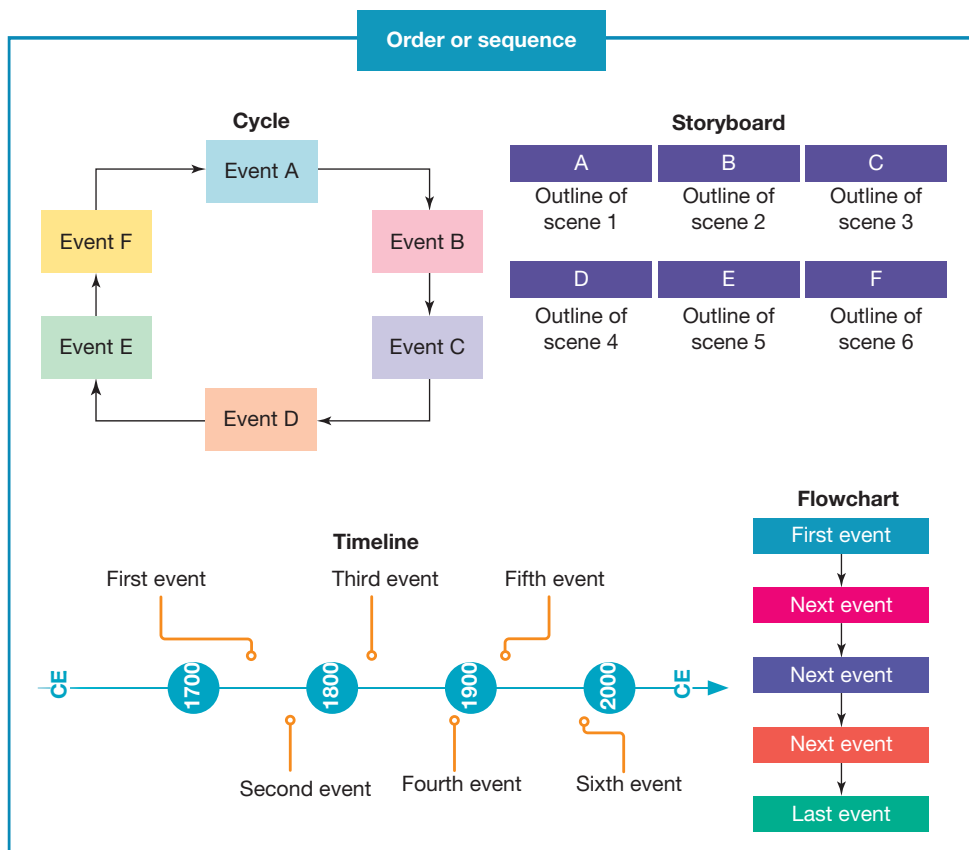 Order or sequence
Cycle
Event A
Event B
Event C
Event D
Event E
Event F
Storyboard
A
B
C
Outline of
scene 1
Outline of
scene 2
Outline of
scene 3
D
E
F
Outline of
scene 4
Outline of
scene 5
Outline of
scene 6
Timeline
First event
Third event
Fifth event
CE
1700
1800
1900
2000
CE
Second event
Fourth event
Sixth event
Flowchart
First event
Next event
Next event
Next event
Last event